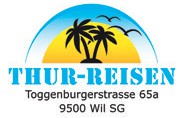 THUR-REISEN
Toggenburgerstrasse 65a
9500 Wil SG